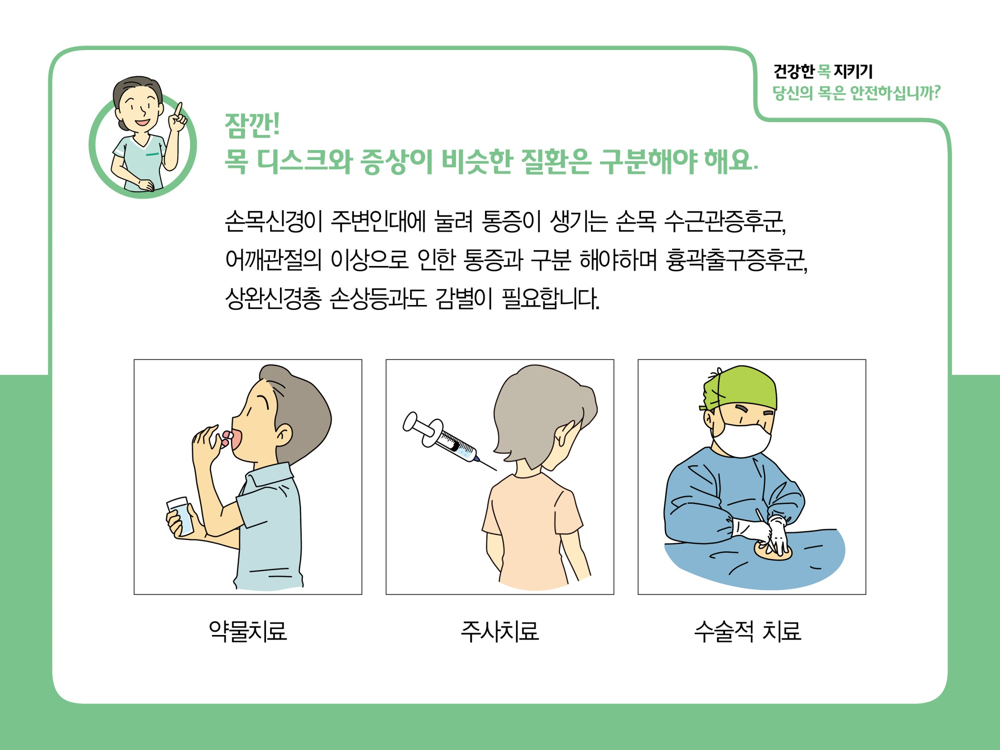 건강한 목 지키기
당신의 목은 안전하십니까?
잠깐!
목 디스크와 증상이 비슷한 질환은 구분해야 해요.
손목신경이 주변인대에 눌려 통증이 생기는 손목 수근관증후군,
어깨관절의 이상으로 인한 통증과 구분 해야하며 흉곽출구증후군,
상완신경총 손상등과도 감별이 필요합니다.
약물치료
주사치료
수술적 치료